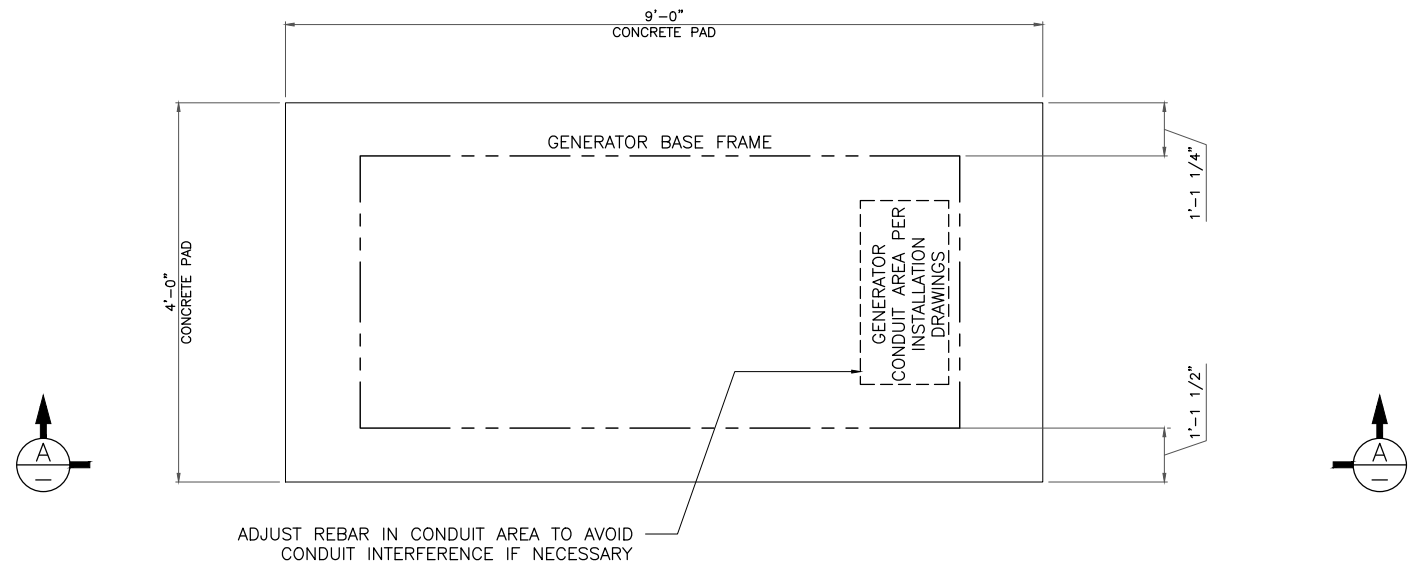 9'-0"
CONCRETE PAD
GENERATOR BASE FRAME
1'-1 1/4"
4'-0"
CONCRETE PAD
GENERATOR
CONDUIT AREA PER
INSTALLATION
DRAWINGS
1'-1 1/2"
A
—
A
—
ADJUST REBAR IN CONDUIT AREA TO AVOID
CONDUIT INTERFERENCE IF NECESSARY